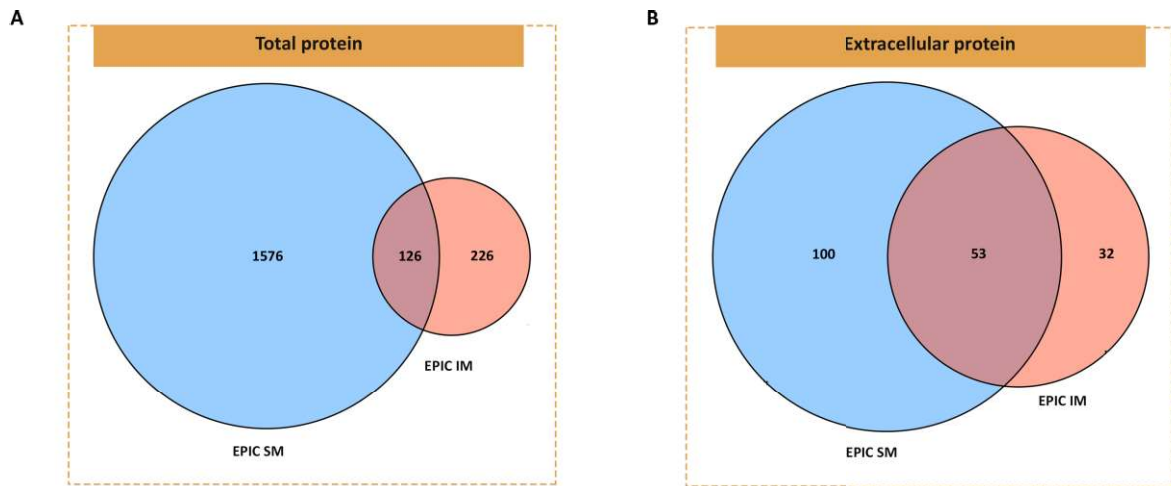 A
Total protein
1576
126
226
EPIC IM
EPIC SM
B
Extracellular protein
100
53
32
EPIC IM
EPIC SM